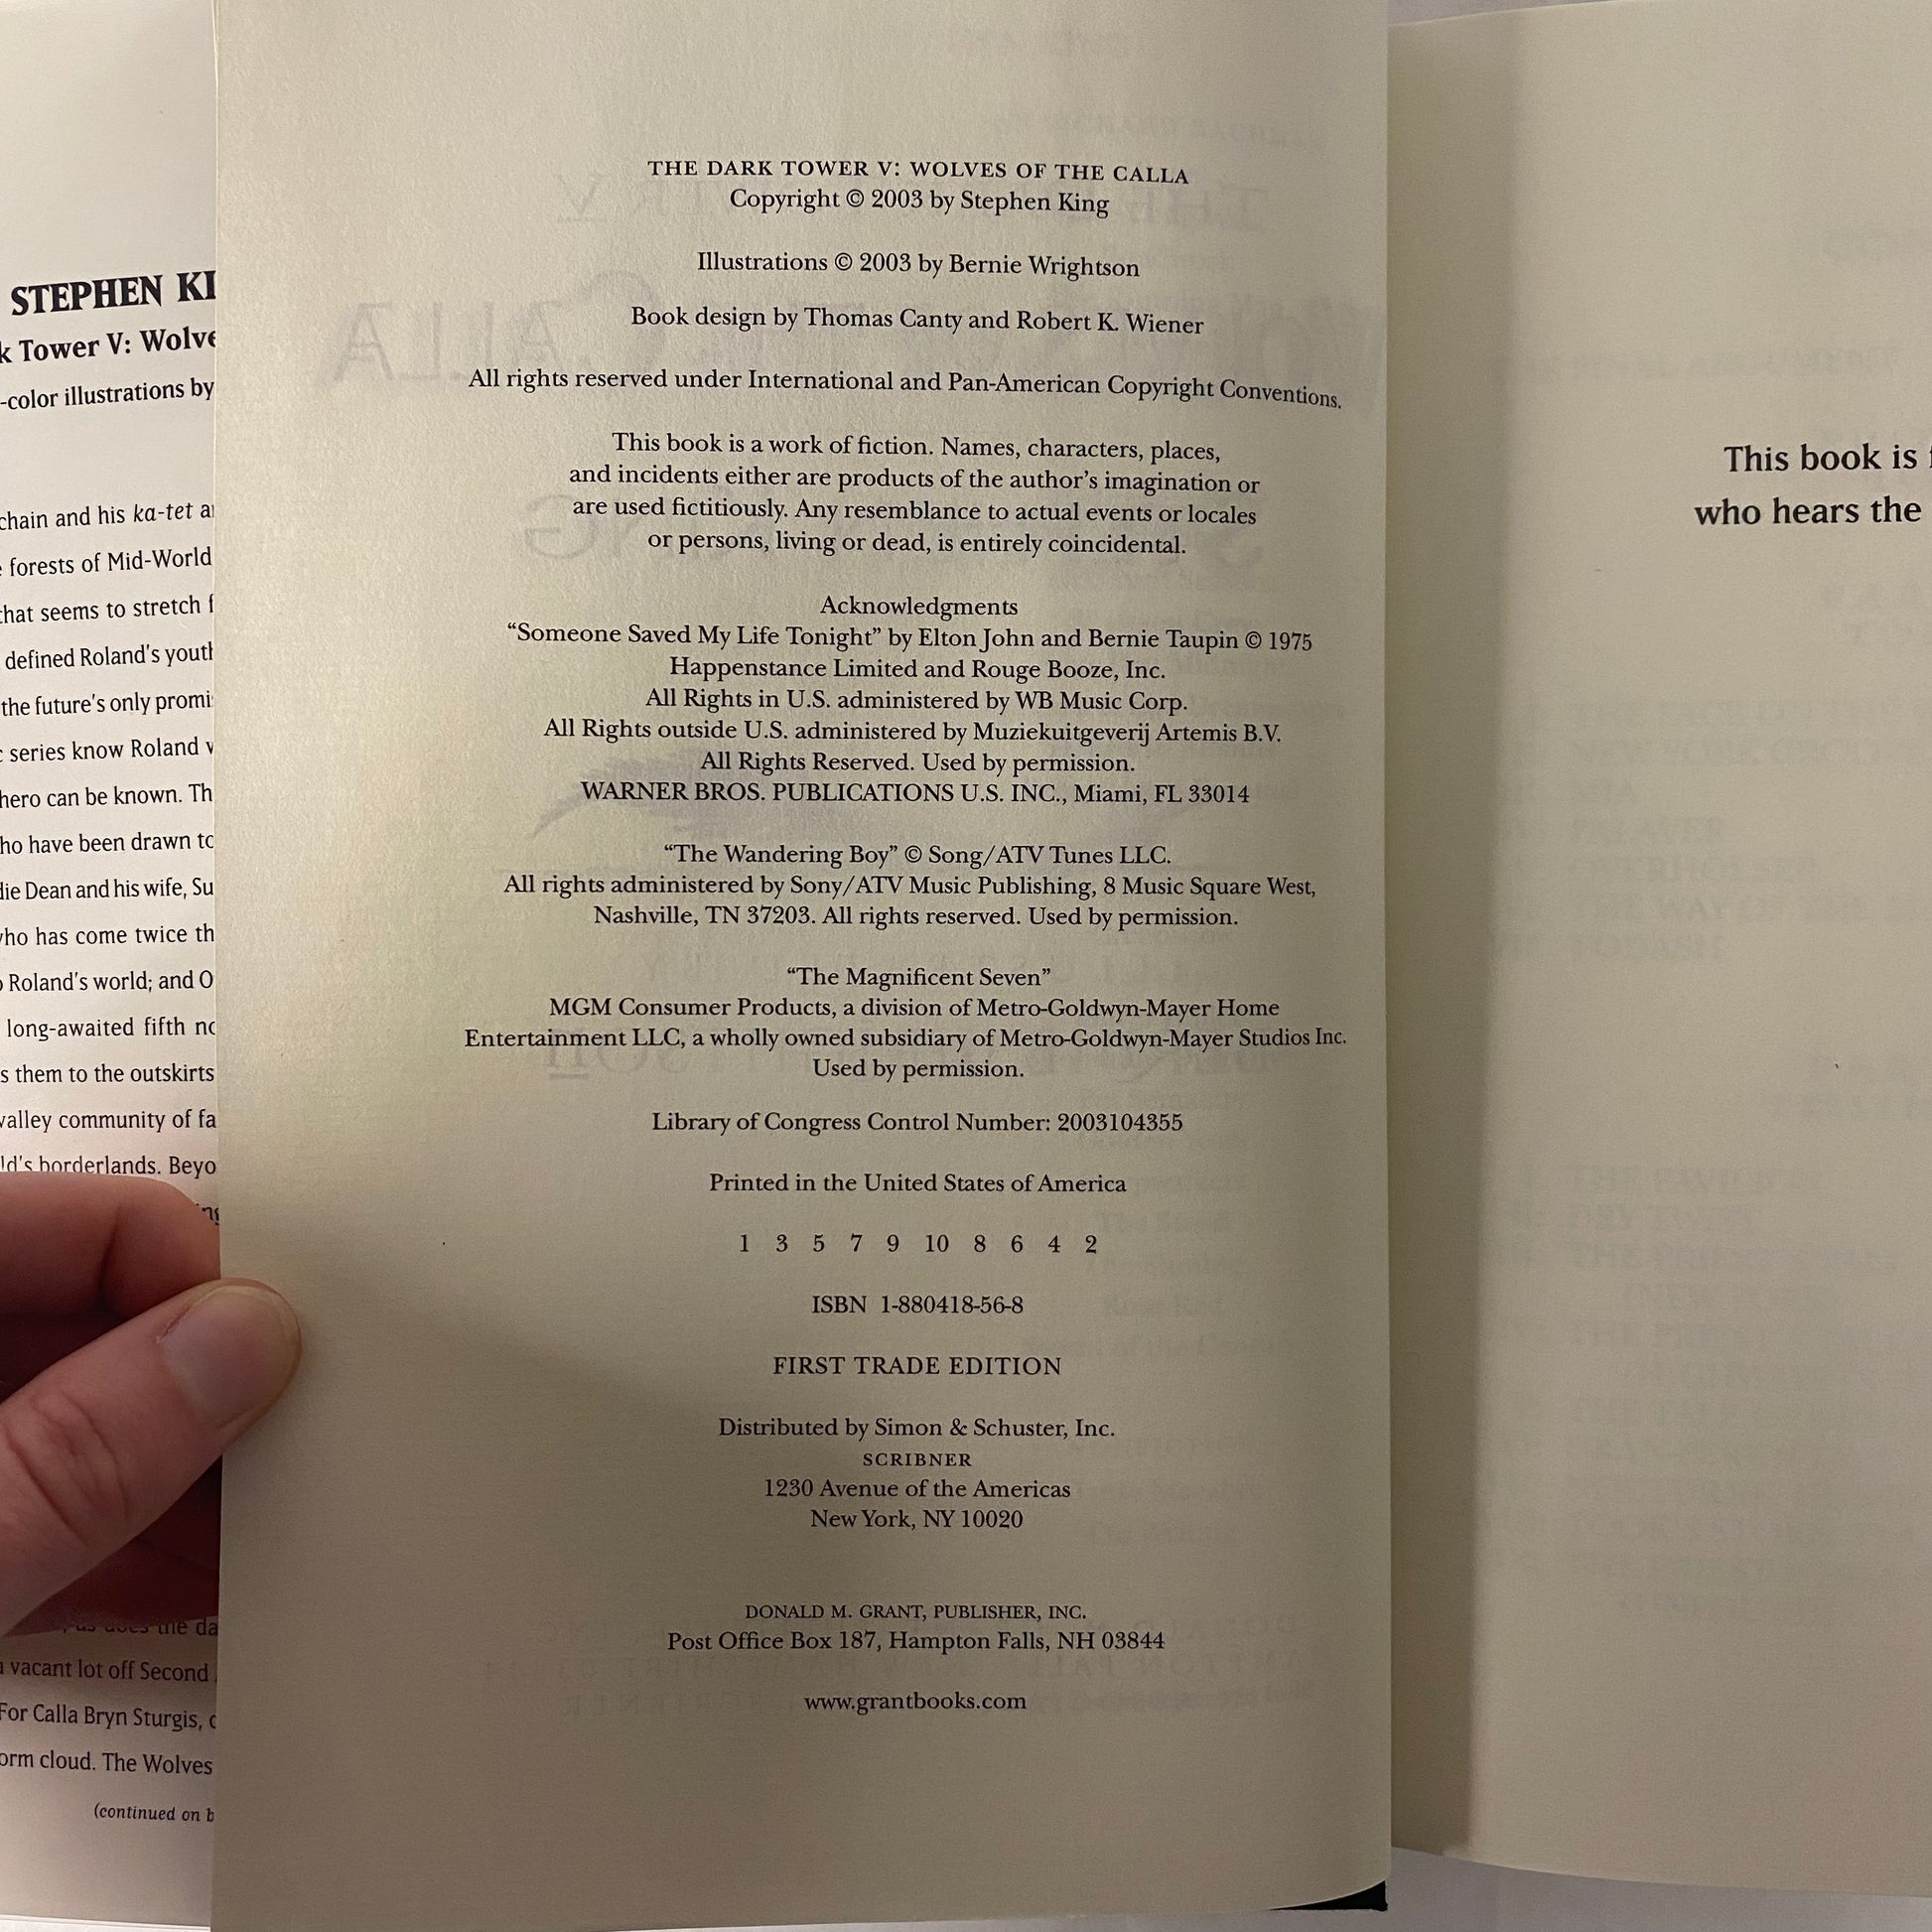 STEPHEN KI
k Tower V: Wolve
-color illustrations by
chain and his ka-tet a
forests of Mid-World
that seems to stretch f
defined Roland's yout
the future's only promi
series know Roland v
hero can be known. Th
ho have been drawn to
die Dean and his wife, Su
who has come twice th
Roland's world; and O
long-awaited fifth no
s them to the outskirts
valley community of fa
ld's borderlands. Beyo
does the da
vacant lot off Second
For Calla Bryn Sturgis,
orm cloud. The Wolves
(continued on b
THE DARK TOWER V: WOLVES OF THE CALLA
Copyright © 2003 by Stephen King
Illustrations © 2003 by Bernie Wrightson
Book design by Thomas Canty and Robert K. Wiener
All rights reserved under International and Pan-American Copyright Conventions.
This book is a work of fiction. Names, characters, places,
and incidents either are products of the author's imagination or
are used fictitiously. Any resemblance to actual events or locales
or persons, living or dead, is entirely coincidental.
Acknowledgments
“Someone Saved My Life Tonight” by Elton John and Bernie Taupin © 1975
Happenstance Limited and Rouge Booze, Inc.
All Rights in U.S. administered by WB Music Corp.
All Rights outside U.S. administered by Muziekuitgeverij Artemis B.V.
All Rights Reserved. Used by permission.
WARNER BROS. PUBLICATIONS U.S. INC., Miami, FL 33014
“The Wandering Boy” © Song/ATV Tunes LLC.
All rights administered by Sony/ATV Music Publishing, 8 Music Square West,
Nashville, TN 37203. All rights reserved. Used by permission.
“The Magnificent Seven”
MGM Consumer Products, a division of Metro-Goldwyn-Mayer Home
Entertainment LLC, a wholly owned subsidiary of Metro-Goldwyn-Mayer Studios Inc.
Used by permission.
Library of Congress Control Number: 2003104355
Printed in the United States of America
1 3 5 7 9 10 8 6 4 2
ISBN 1-880418-56-8
FIRST TRADE EDITION
Distributed by Simon & Schuster, Inc.
SCRIBNER
1230 Avenue of the Americas
New York, NY 10020
DONALD M. GRANT, PUBLISHER, INC.
Post Office Box 187, Hampton Falls, NH 03844
www.grantbooks.com
This book is
who hears the